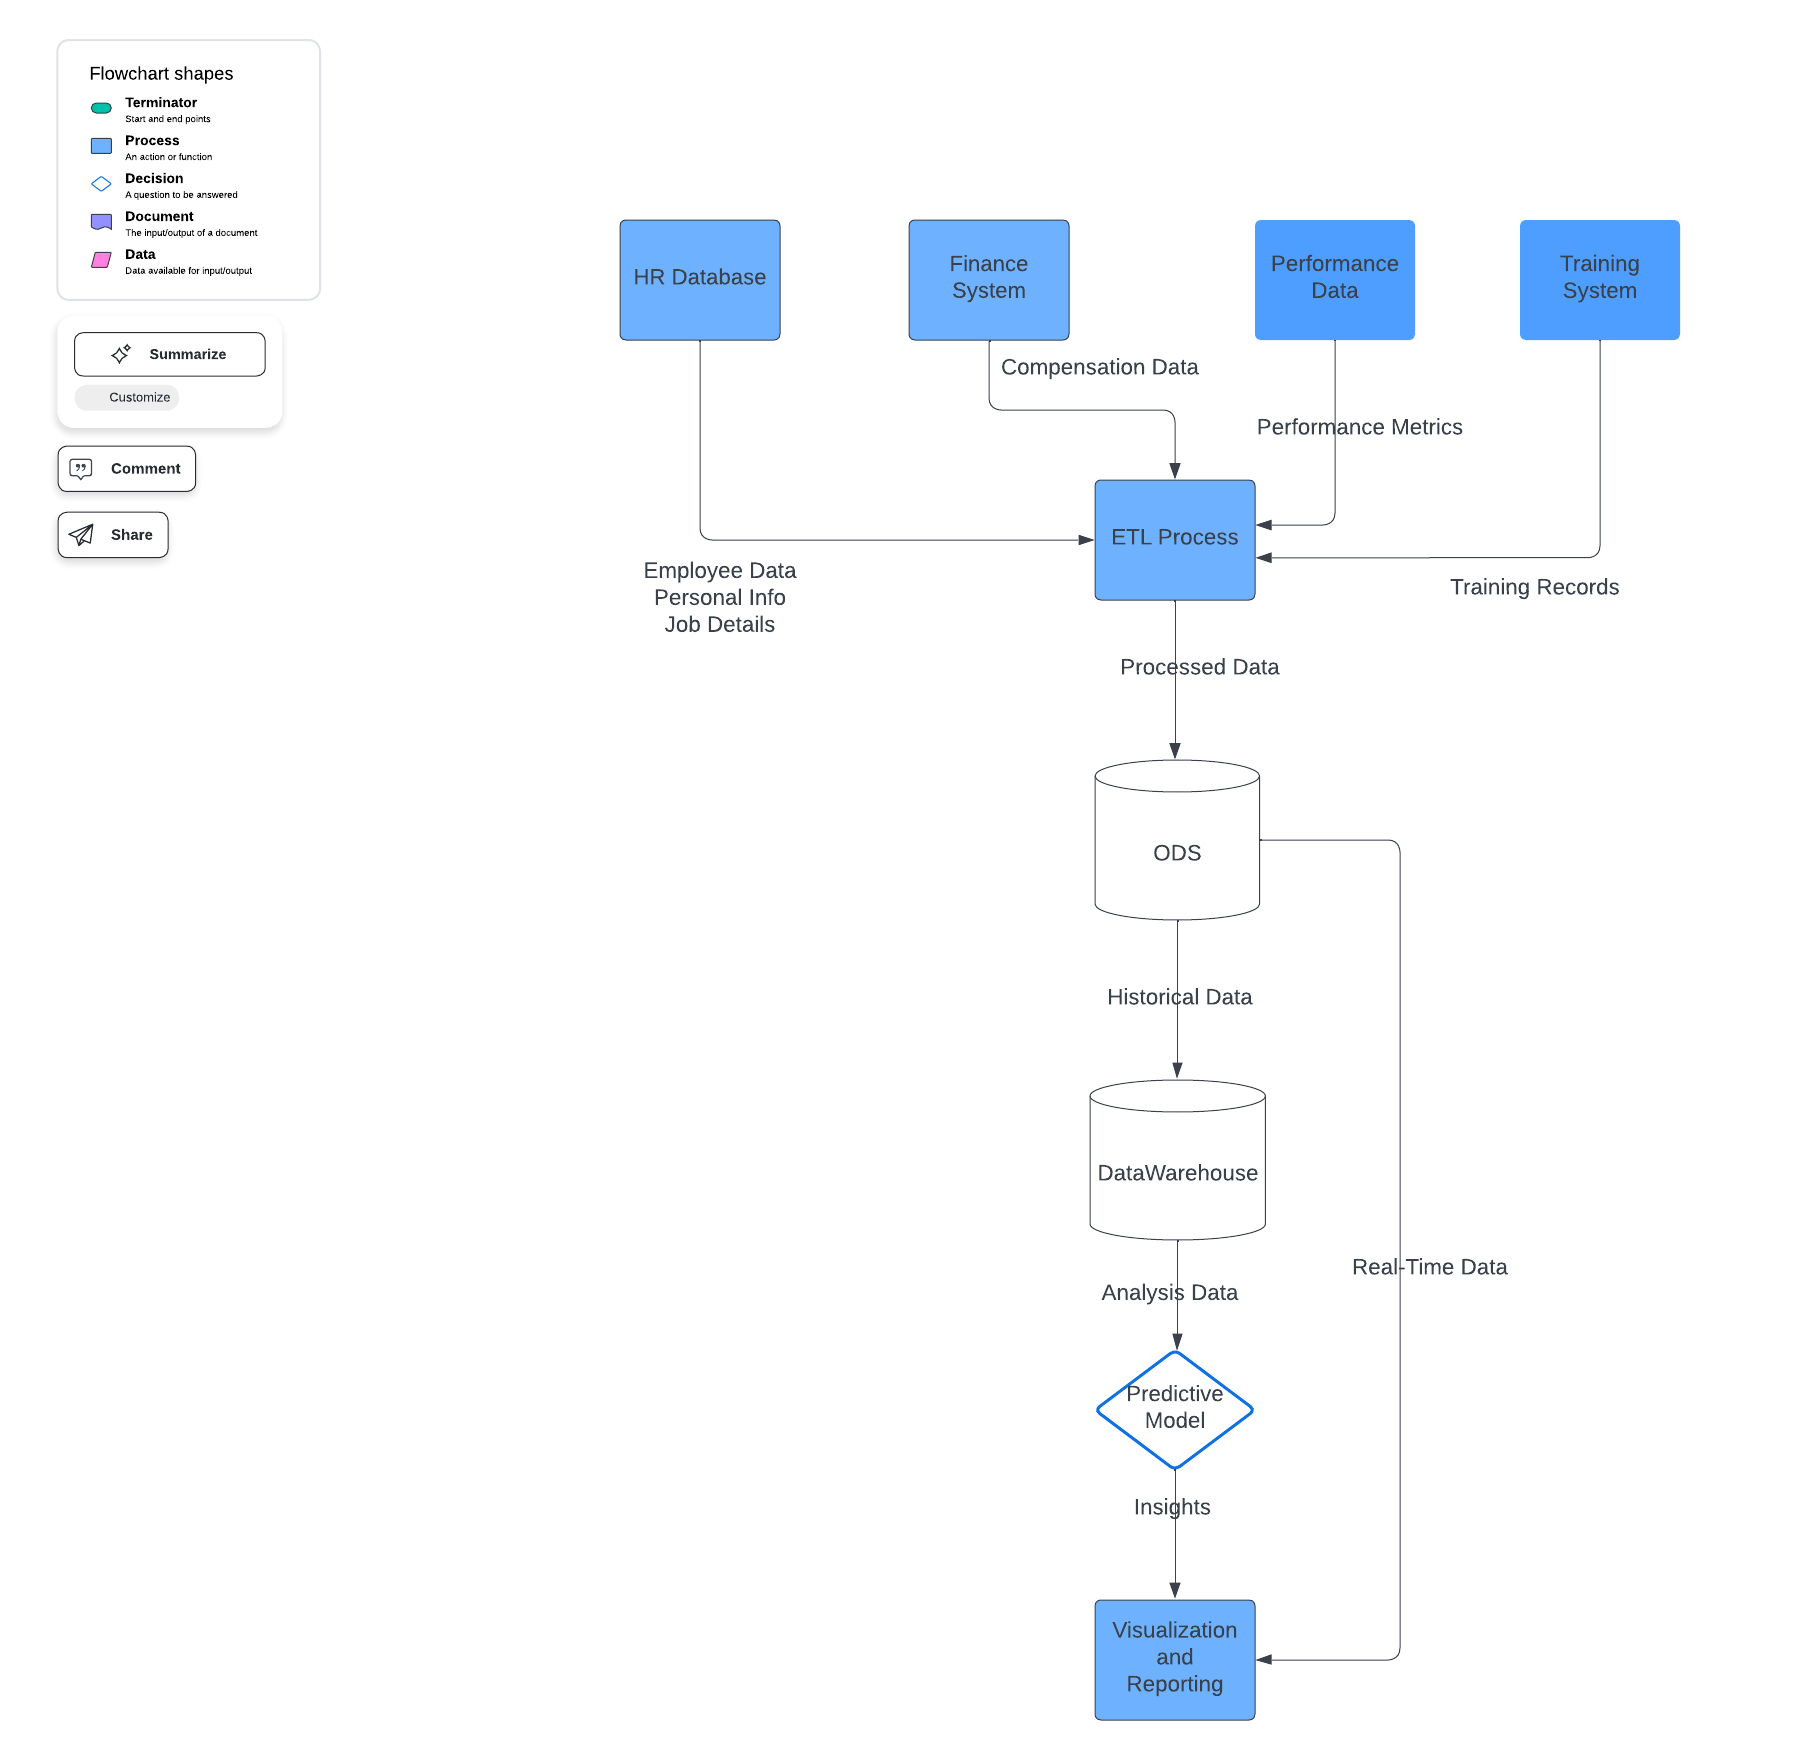 Flowchart shapes
Terminator
Start and end points
Process
An action or function
Decision
A question to be answered
Document
The input/output of a document
Data
Data available for input/output
Summarize
Customize
Comment
Share
HR Database
Finance
System
Performance
Data
Training
System
Compensation Data
Performance Metrics
ETL Process
Employee Data
Personal Info
Job Details
Training Records
Processed Data
ODS
Historical Data
DataWarehouse
Real-Time Data
Analysis Data
Predictive
Model
Insights
Visualization
and
Reporting